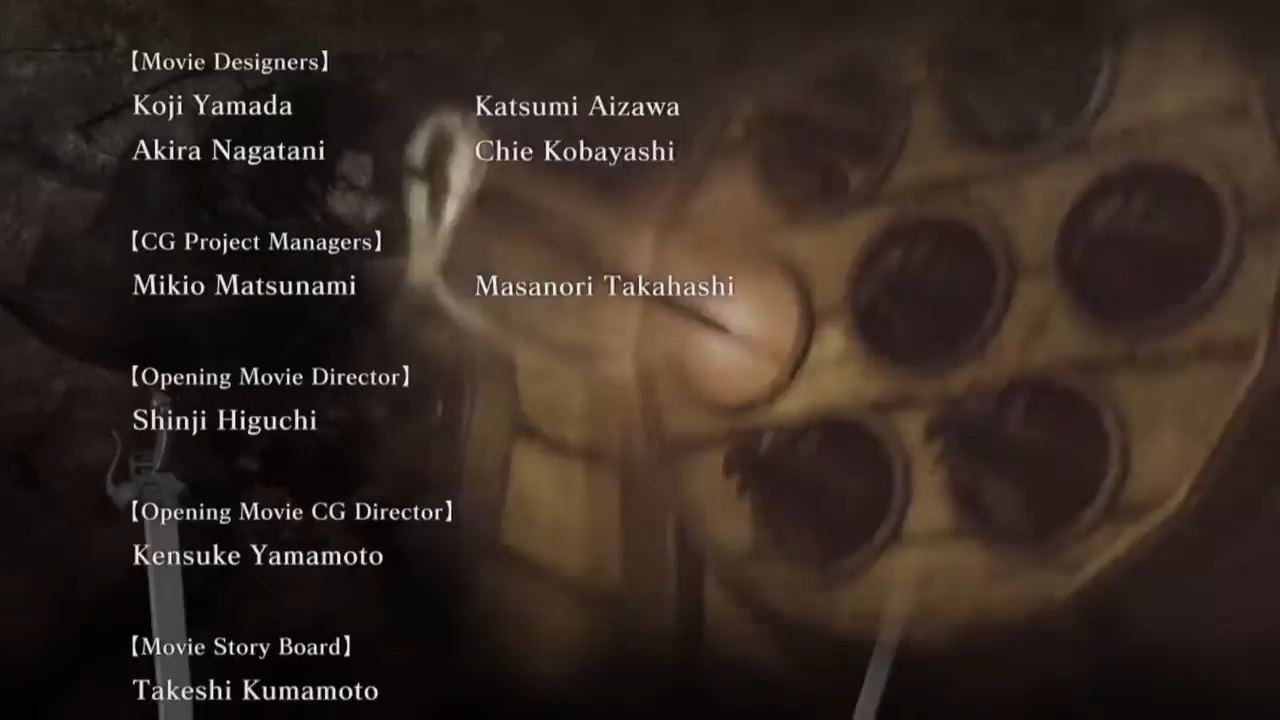 【Movie Designers】
Koji Yamada Katsumi Aizawa
Akira Nagatani Chie Kobayashi
【CG Project Managers】
Mikio Matsunami Masanori Takahashi
【Opening Movie Director】
Shinji Higuchi
【Opening Movie CG Director】
Kensuke Yamamoto
【Movie Story Board】
Takeshi Kumamoto